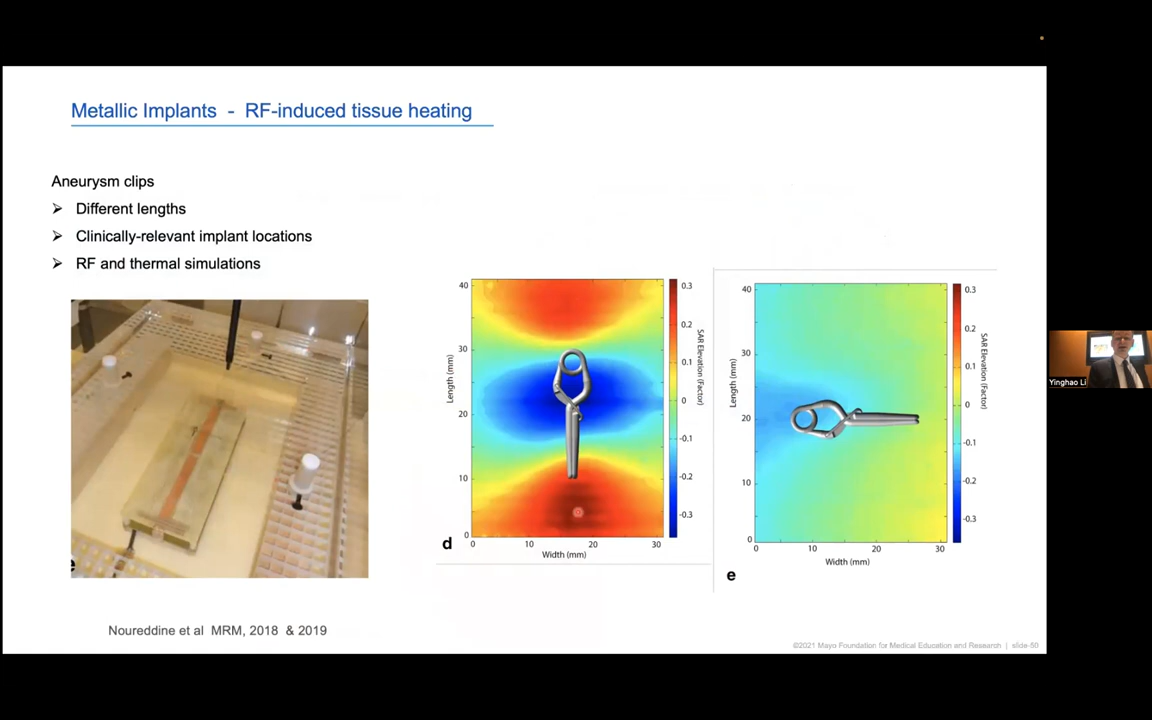 Metallic Implants - RF-induced tissue heating
Aneurysm clips
➢ Different lengths
➢ Clinically-relevant implant locations
➢ RF and thermal simulations
40
30
20
10
0
0
10
20
30
Length (mm)
Width (mm)
0.3
0.2
0.1
0
-0.1
-0.2
-0.3
SAR Elevation (Factor)
d
40
30
20
10
0
0
10
20
30
Length (mm)
Width (mm)
0.3
0.2
0.1
0
-0.1
-0.2
-0.3
SAR Elevation (Factor)
e
Yinghao Li
Noureddine et al MRM, 2018 & 2019
©2021 Mayo Foundation for Medical Education and Research | slide-50